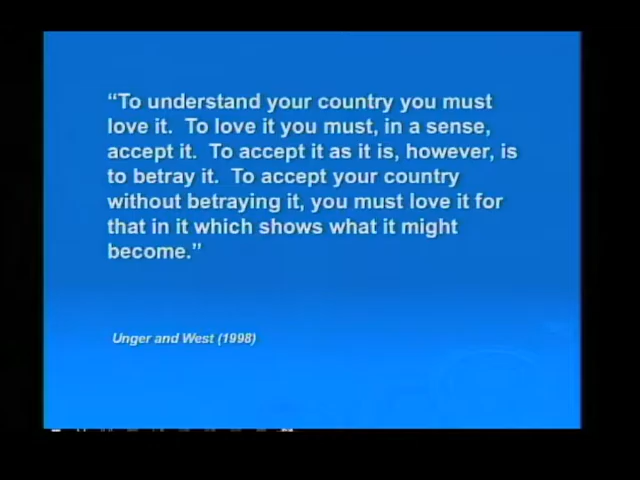 “To understand your country you must
love it.  To love it you must, in a sense,
accept it.  To accept it as it is, however, is
to betray it.  To accept your country
without betraying it, you must love it for
that in it which shows what it might
become.”
Unger and West (1998)